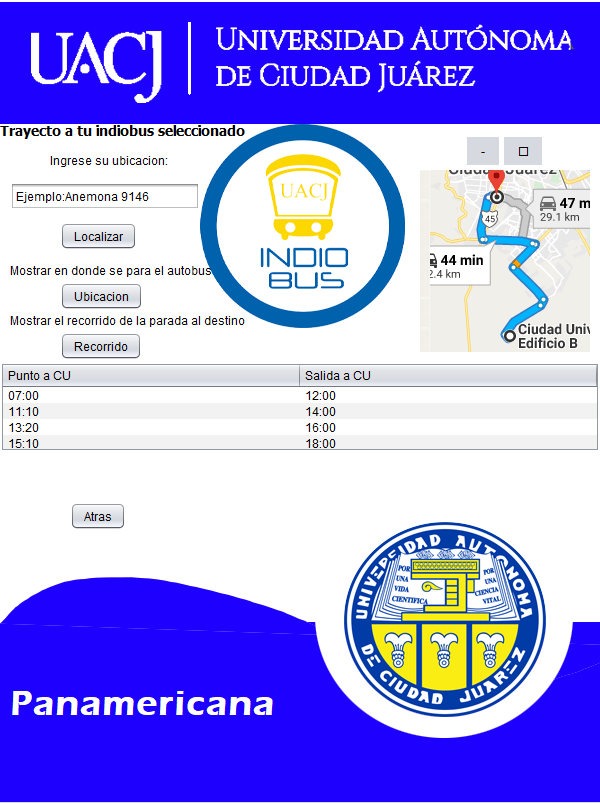 UACJ
UNIVERSIDAD AUTÓNOMA
DE CIUDAD JUÁREZ
Trayecto a tu indiobus seleccionado
Ingrese su ubicacion:
Ejemplo:Anemona 9146
Localizar
Mostrar en donde se para el autobus
Ubicacion
Mostrar el recorrido de la parada al destino
Recorrido
UACJ
INDIO
BUS
-
Ciudad Juárez
47 m
29.1 km
45
44 min
2.4 km
Ciudad Univ
Edificio B
Punto a CU
Salida a CU
07:00
12:00
11:10
14:00
13:20
16:00
15:10
18:00
Atras
UNIVERSIDAD AUTONOMA
DE CIUDAD JUAREZ
POR
UNA
VIDA
CIENTIFICA
POR
UNA
CIENCIA
VITAL
Panamericana